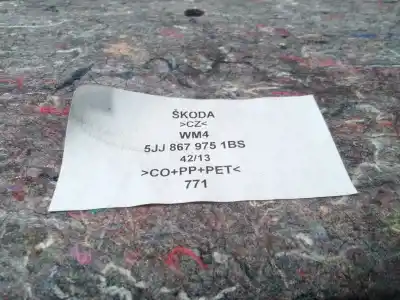 ŠKODA
>CZ<
WM4
5JJ 867 975 1BS
42/13
>CO+PP+PET<
771